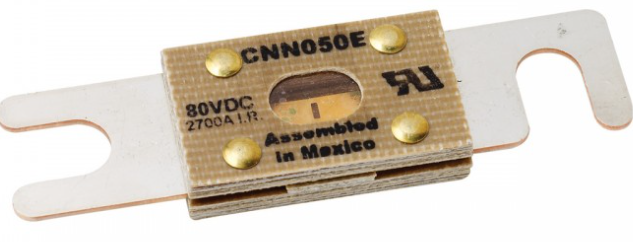 CNN050E
80VDC
2700A I.R.
Assembled
in Mexico